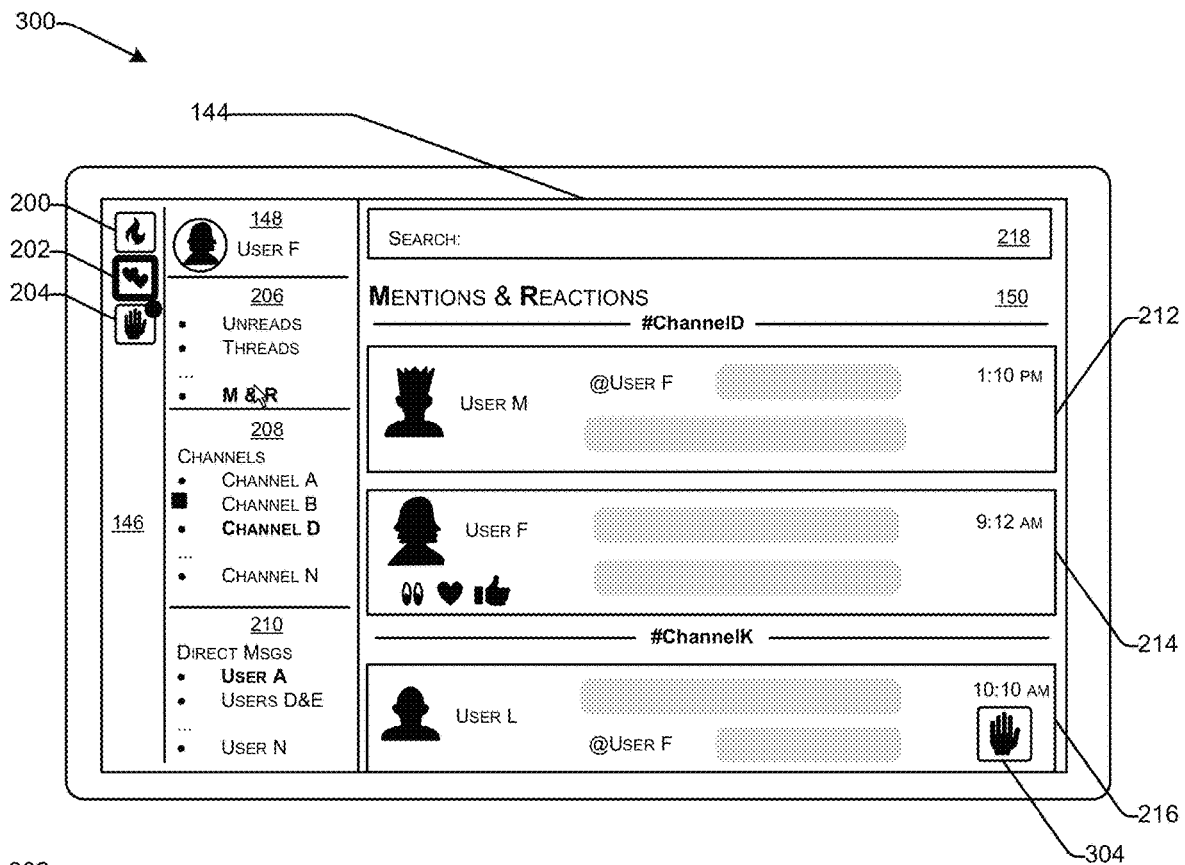 300
144
200
202
204
148
USER F
206
• UNREADS
• THREADS
...
• M & R
208
CHANNELS
• CHANNEL A
CHANNEL B
• CHANNEL D
...
• CHANNEL N
146
210
DIRECT MSGS
• USER A
• USERS D&E
...
• USER N
SEARCH: 218
MENTIONS & REACTIONS 150
#ChannelD
212
USER M @USER F 1:10 PM
USER F 9:12 AM
214
#ChannelK
USER L 10:10 AM
@USER F
216
304